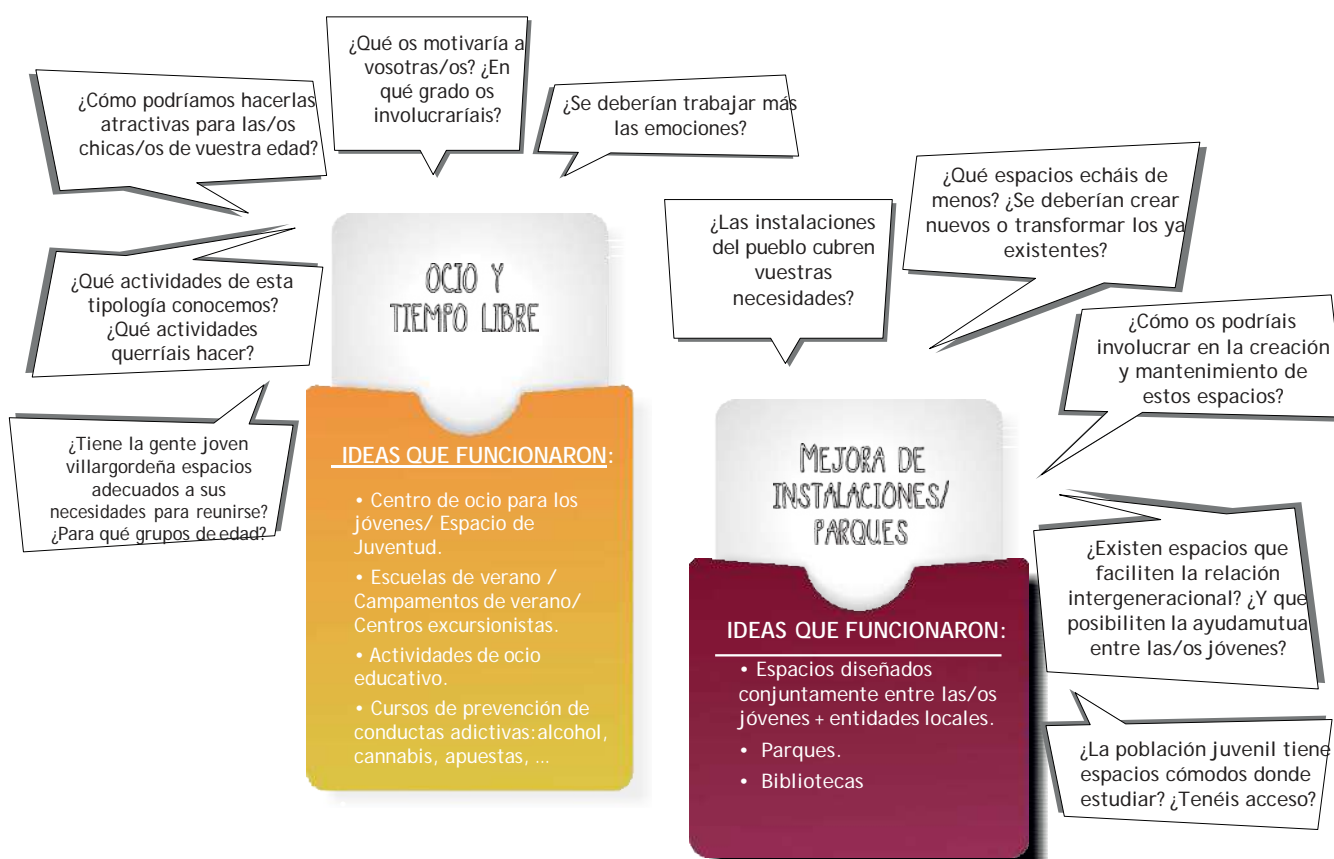 ¿Qué os motivaría a
vosotras/os? ¿En
qué grado os
involucraríais?
¿Cómo podríamos hacerlas
atractivas para las/os
chicas/os de vuestra edad?
¿Se deberían trabajar más
las emociones?
¿Qué actividades de esta
tipología conocemos?
¿Qué actividades
querríais hacer?
¿Tiene la gente joven
villargordeña espacios
adecuados a sus
necesidades para reunirse?
¿Para qué grupos de edad?
OCIO Y
TIEMPO LIBRE
IDEAS QUE FUNCIONARON:
• Centro de ocio para los
jóvenes/ Espacio de
Juventud.
• Escuelas de verano /
Campamentos de verano/
Centros excursionistas.
• Actividades de ocio
educativo.
• Cursos de prevención de
conductas adictivas:alcohol,
cannabis, apuestas, ...
¿Las instalaciones
del pueblo cubren
vuestras
necesidades?
¿Qué espacios echáis de
menos? ¿Se deberían crear
nuevos o transformar los ya
existentes?
¿Cómo os podríais
involucrar en la creación
y mantenimiento de
estos espacios?
¿Existen espacios que
faciliten la relación
intergeneracional? ¿Y que
posibiliten la ayudamutua
entre las/os jóvenes?
¿La población juvenil tiene
espacios cómodos donde
estudiar? ¿Tenéis acceso?
MEJORA DE
INSTALACIONES/
PARQUES
IDEAS QUE FUNCIONARON:
• Espacios diseñados
conjuntamente entre las/os
jóvenes + entidades locales.
• Parques.
• Bibliotecas